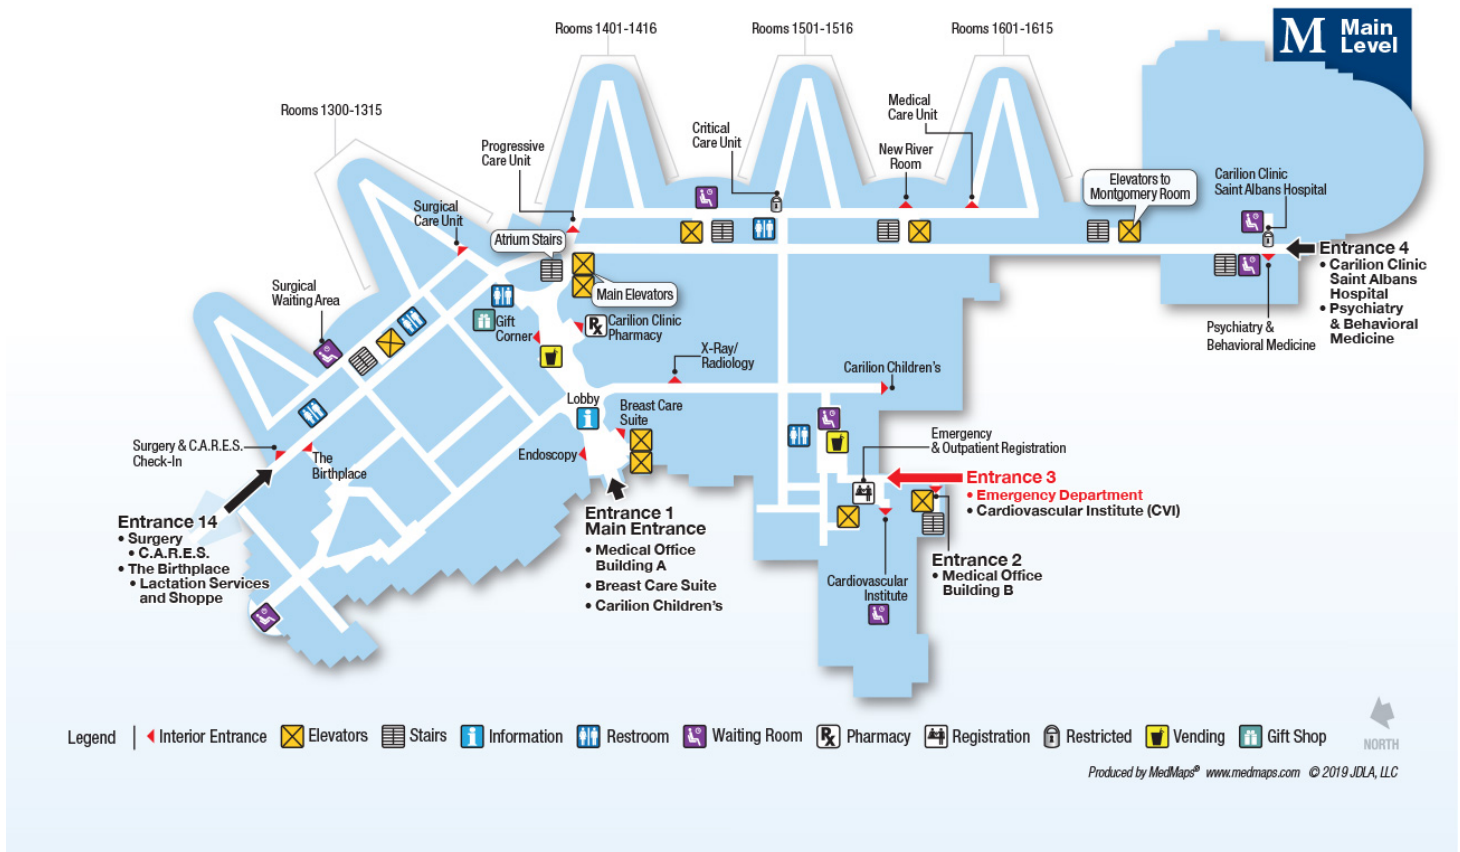 M Main
Level
Rooms 1401-1416
Rooms 1501-1516
Rooms 1601-1615
Rooms 1300-1315
Progressive
Care Unit
Critical
Care Unit
Medical
Care Unit
New River
Room
Elevators to
Montgomery Room
Carilion Clinic
Saint Albans Hospital
Surgical
Care Unit
Atrium Stairs
Main Elevators
Entrance 4
• Carilion Clinic
Saint Albans
Hospital
• Psychiatry
& Behavioral
Medicine
Surgical
Waiting Area
Gift
Corner
Rx
Carilion Clinic
Pharmacy
Psychiatry &
Behavioral Medicine
X-Ray/
Radiology
Carilion Children's
Lobby
i
Breast Care
Suite
Endoscopy
Surgery & C.A.R.E.S.
Check-In
The
Birthplace
Emergency
& Outpatient Registration
Entrance 3
• Emergency Department
• Cardiovascular Institute (CVI)
Entrance 14
• Surgery
• C.A.R.E.S.
• The Birthplace
• Lactation Services
and Shoppe
Entrance 1
Main Entrance
• Medical Office
Building A
• Breast Care Suite
• Carilion Children's
Entrance 2
• Medical Office
Building B
Cardiovascular
Institute
Legend
Interior Entrance
Elevators
Stairs
i Information
Restroom
Waiting Room
Rx Pharmacy
Registration
Restricted
Vending
Gift Shop
NORTH
Produced by MedMaps® www.medmaps.com © 2019 JDLA, LLC